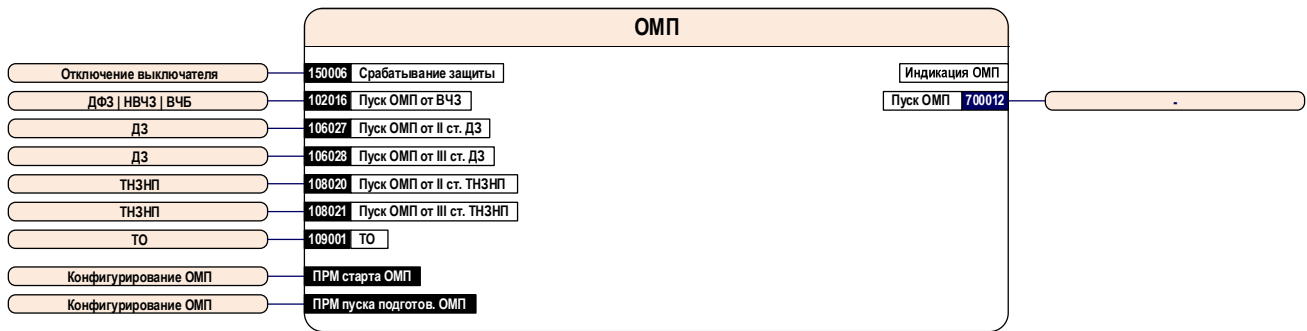 ОМП
Отключение выключателя 150006 Срабатывание защиты Индикация ОМП
ДФЗ | НВЧЗ | ВЧБ 102016 Пуск ОМП от ВЧЗ Пуск ОМП 700012 -
ДЗ 106027 Пуск ОМП от II ст. ДЗ
ДЗ 106028 Пуск ОМП от III ст. ДЗ
ТНЗНП 108020 Пуск ОМП от II ст. ТНЗНП
ТНЗНП 108021 Пуск ОМП от III ст. ТНЗНП
ТО 109001 ТО
Конфигурирование ОМП ПРМ старта ОМП
Конфигурирование ОМП ПРМ пуска подготов. ОМП